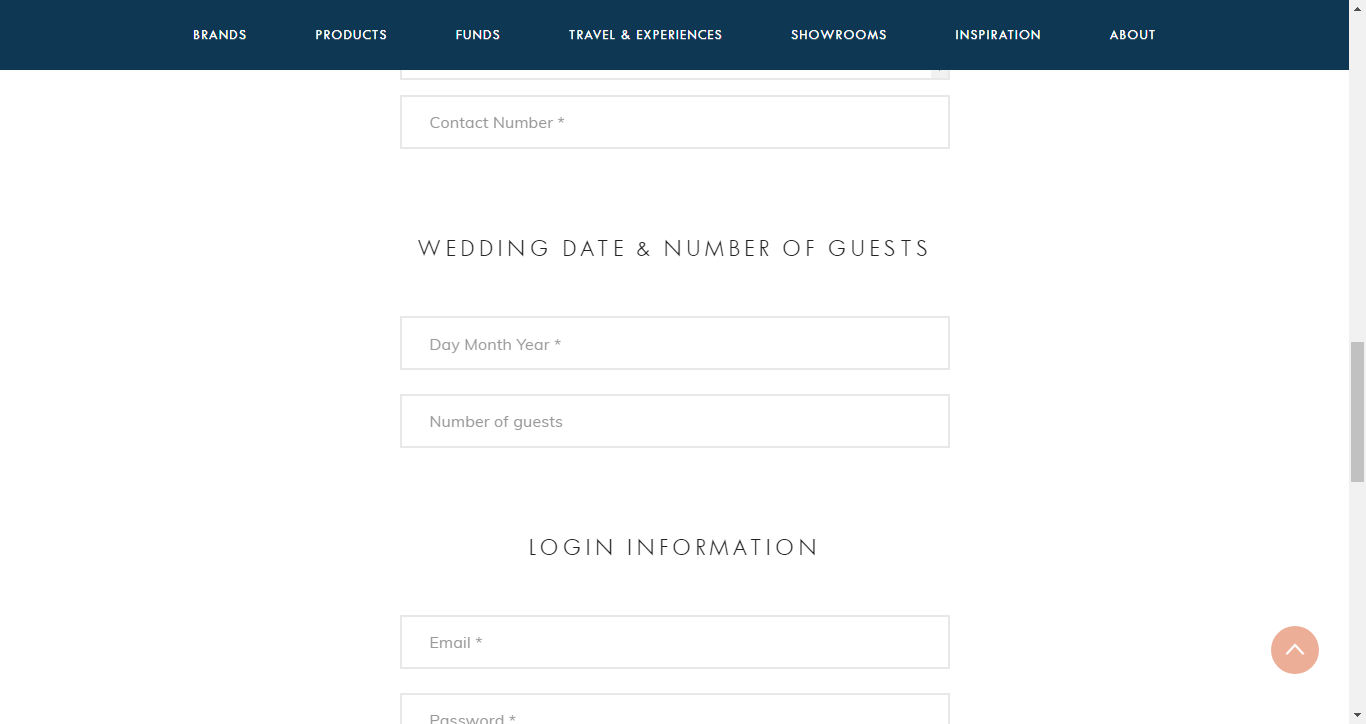 BRANDS PRODUCTS FUNDS TRAVEL & EXPERIENCES SHOWROOMS INSPIRATION ABOUT
Contact Number *
WEDDING DATE & NUMBER OF GUESTS
Day Month Year *
Number of guests
LOGIN INFORMATION
Email *
Password *